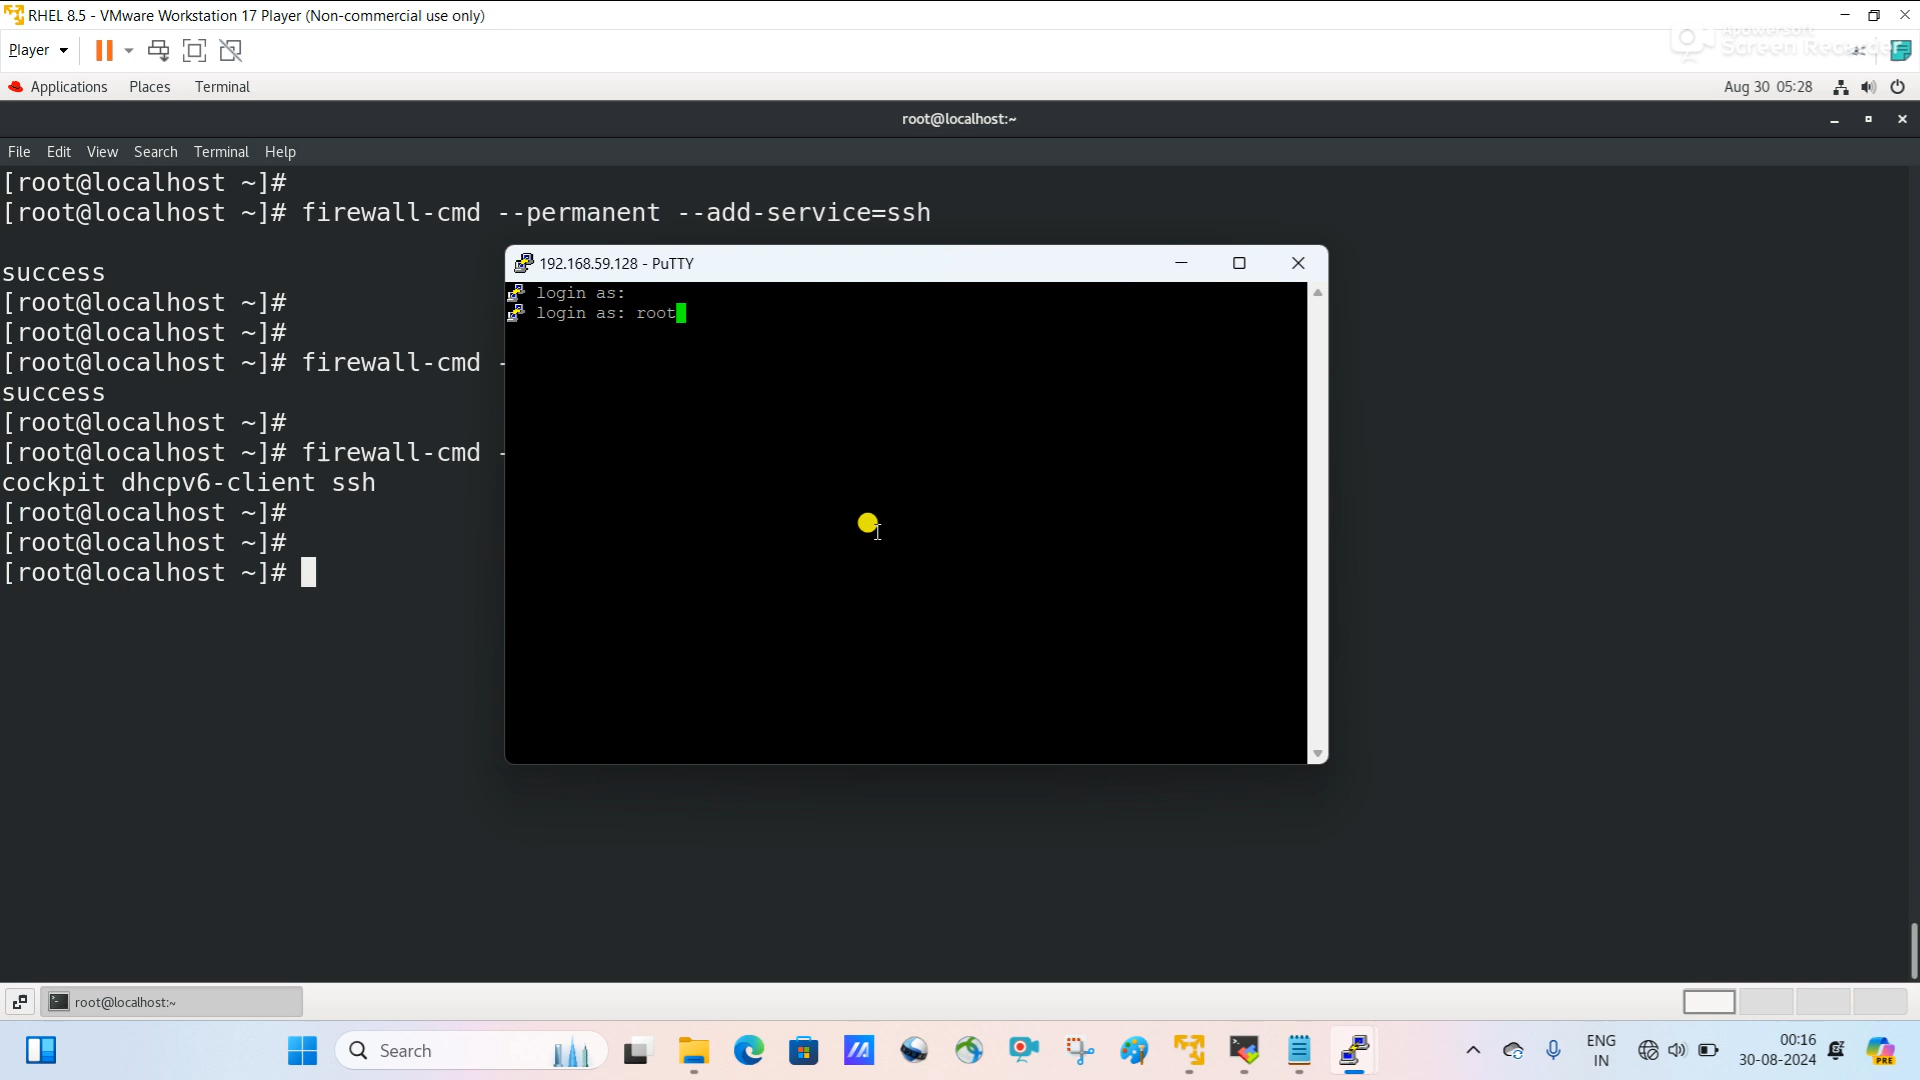 RHEL 8.5 - VMware Workstation 17 Player (Non-commercial use only)
Player
Apowersoft
Screen Recorder
Applications Places Terminal
Aug 30 05:28
root@localhost:~
File Edit View Search Terminal Help
[root@localhost ~]#
[root@localhost ~]# firewall-cmd --permanent --add-service=ssh
success
[root@localhost ~]#
[root@localhost ~]#
[root@localhost ~]# firewall-cmd -
success
[root@localhost ~]#
[root@localhost ~]# firewall-cmd -
cockpit dhcpv6-client ssh
[root@localhost ~]#
[root@localhost ~]#
[root@localhost ~]#
192.168.59.128 - PuTTY
login as:
login as: root
root@localhost:~
Search
ENG
IN
00:16
30-08-2024
PRE